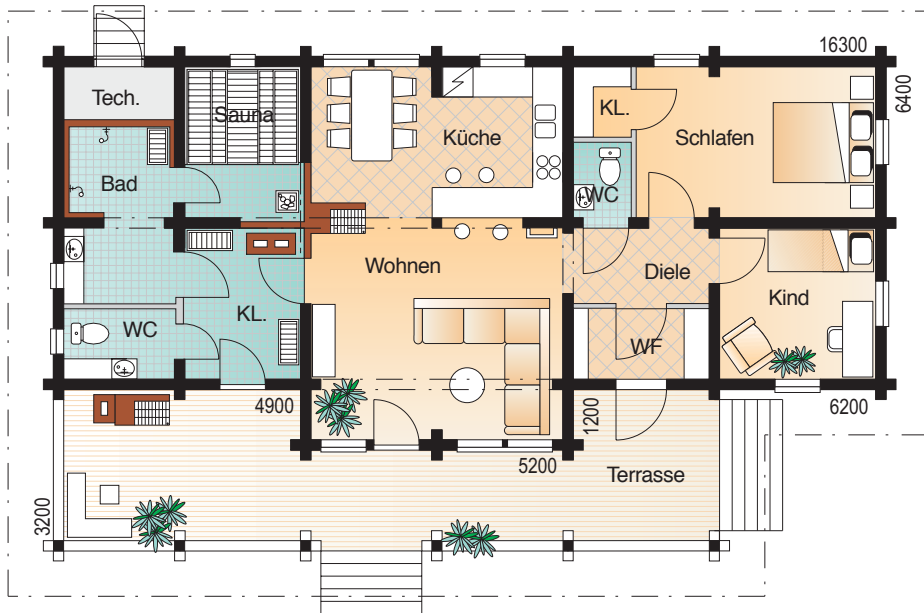 16300
6400
Tech.
Sauna
Küche
KL.
Schlafen
Bad
WC
Wohnen
Diele
Kind
WC
KL.
WF
4900
1200
6200
5200
Terrasse
3200